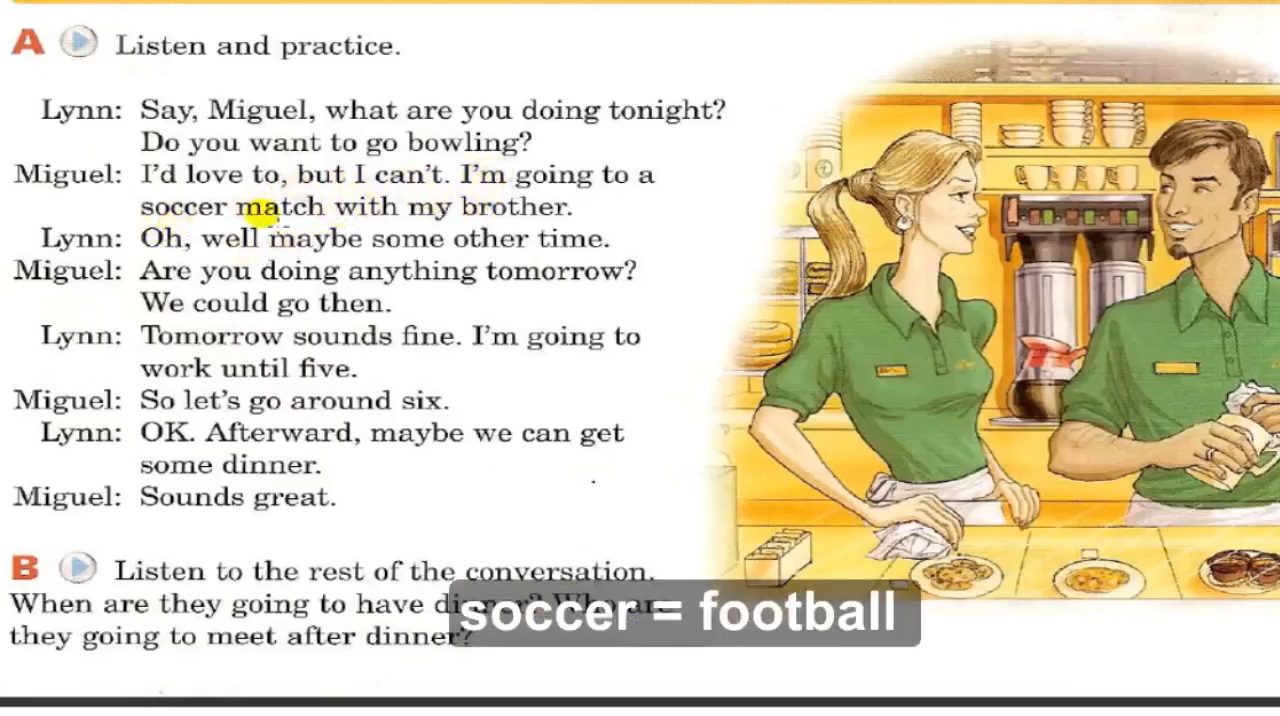 A Listen and practice.
Lynn: Say, Miguel, what are you doing tonight?
Do you want to go bowling?
Miguel: I'd love to, but I can't. I'm going to a
soccer match with my brother.
Lynn: Oh, well maybe some other time.
Miguel: Are you doing anything tomorrow?
We could go then.
Lynn: Tomorrow sounds fine. I'm going to
work until five.
Miguel: So let's go around six.
Lynn: OK. Afterward, maybe we can get
some dinner.
Miguel: Sounds great.
B Listen to the rest of the conversation.
When are they going to have dinner? Who are
they going to meet after dinner?
soccer = football